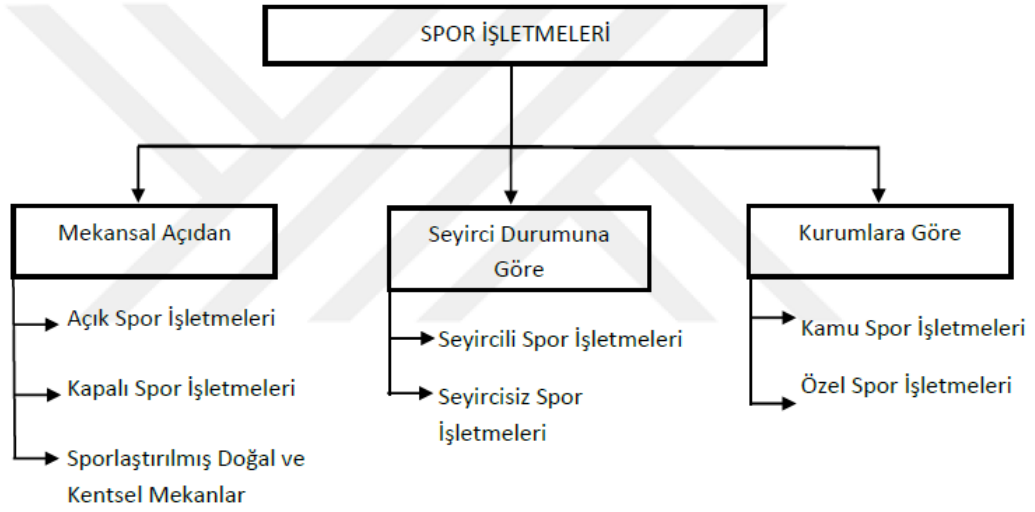 SPOR İŞLETMELERİ
Mekansal Açıdan
Açık Spor İşletmeleri
Kapalı Spor İşletmeleri
Sporlaştırılmış Doğal ve
Kentsel Mekanlar
Seyirci Durumuna
Göre
Seyircili Spor İşletmeleri
Seyircisiz Spor
İşletmeleri
Kurumlara Göre
Kamu Spor İşletmeleri
Özel Spor İşletmeleri